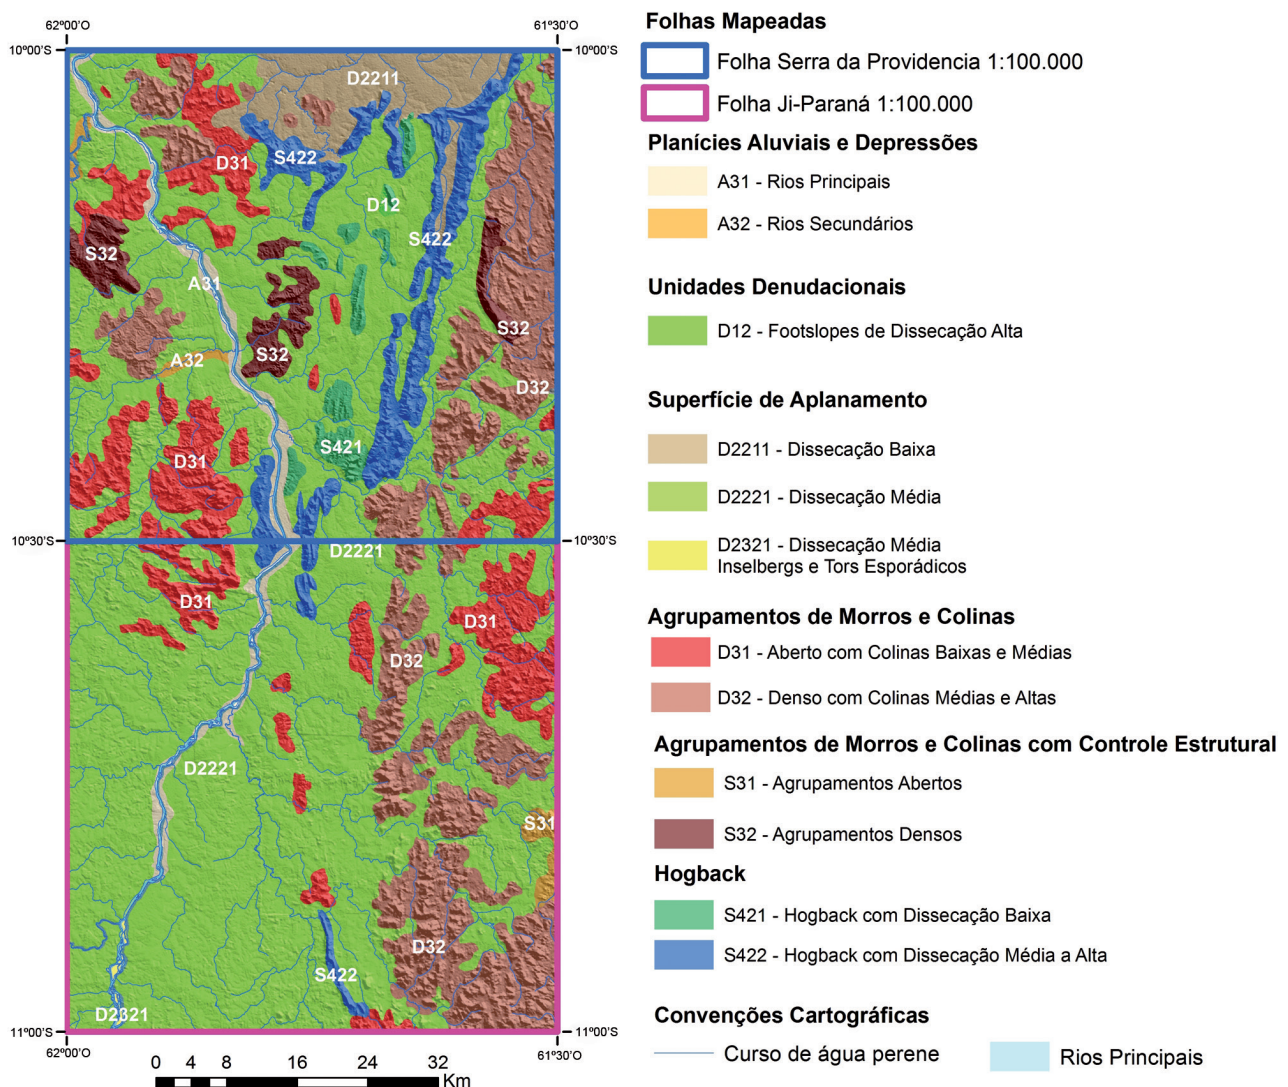 62º00'O
61º30'O
10º00'S
10º00'S
D2211
D31
S422
D12
S422
S32
A31
S32
A32
S32
D32
D31
S421
10º30'S
10º30'S
D2221
D31
D31
D32
D2221
S31
D32
S422
D2321
11º00'S
11º00'S
62º00'O
61º30'O
0 4 8 16 24 32
Km
Folhas Mapeadas
Folha Serra da Providencia 1:100.000
Folha Ji-Paraná 1:100.000
Planícies Aluviais e Depressões
A31 - Rios Principais
A32 - Rios Secundários
Unidades Denudacionais
D12 - Footslopes de Dissecação Alta
Superfície de Aplanamento
D2211 - Dissecação Baixa
D2221 - Dissecação Média
D2321 - Dissecação Média
Inselbergs e Tors Esporádicos
Agrupamentos de Morros e Colinas
D31 - Aberto com Colinas Baixas e Médias
D32 - Denso com Colinas Médias e Altas
Agrupamentos de Morros e Colinas com Controle Estrutural
S31 - Agrupamentos Abertos
S32 - Agrupamentos Densos
Hogback
S421 - Hogback com Dissecação Baixa
S422 - Hogback com Dissecação Média a Alta
Convenções Cartográficas
Curso de água perene
Rios Principais